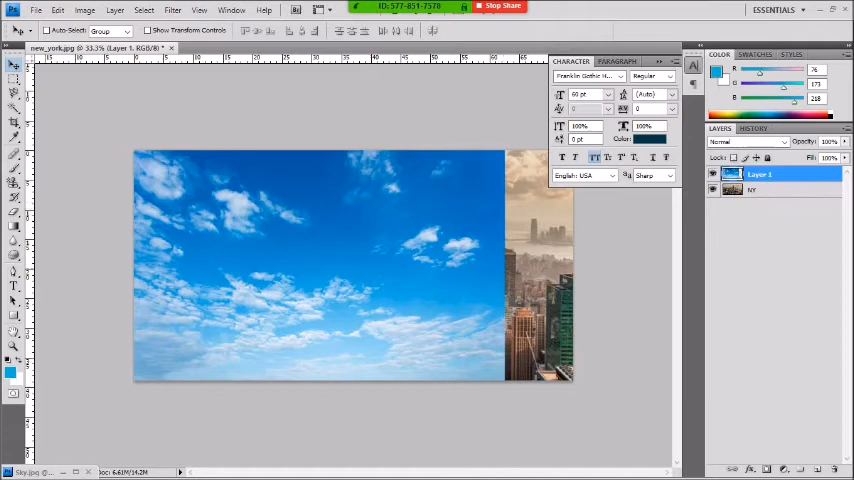 ID: 577-851-7578
Stop Share
Ps
File Edit Image Layer Select Filter View Window Help
ESSENTIALS
Auto-Select: Group Show Transform Controls
new_york.jpg @ 33.3% (Layer 1, RGB/8) *
CHARACTER PARAGRAPH
Franklin Gothic H... Regular
60 pt (Auto)
0 0
100% 100%
0 pt Color:
English: USA Sharp
COLOR SWATCHES STYLES
R 76
G 173
B 218
LAYERS HISTORY
Normal Opacity: 100%
Lock: Fill: 100%
Layer 1
NY
Sky.jpg @...
Doc: 6.61M/14.2M